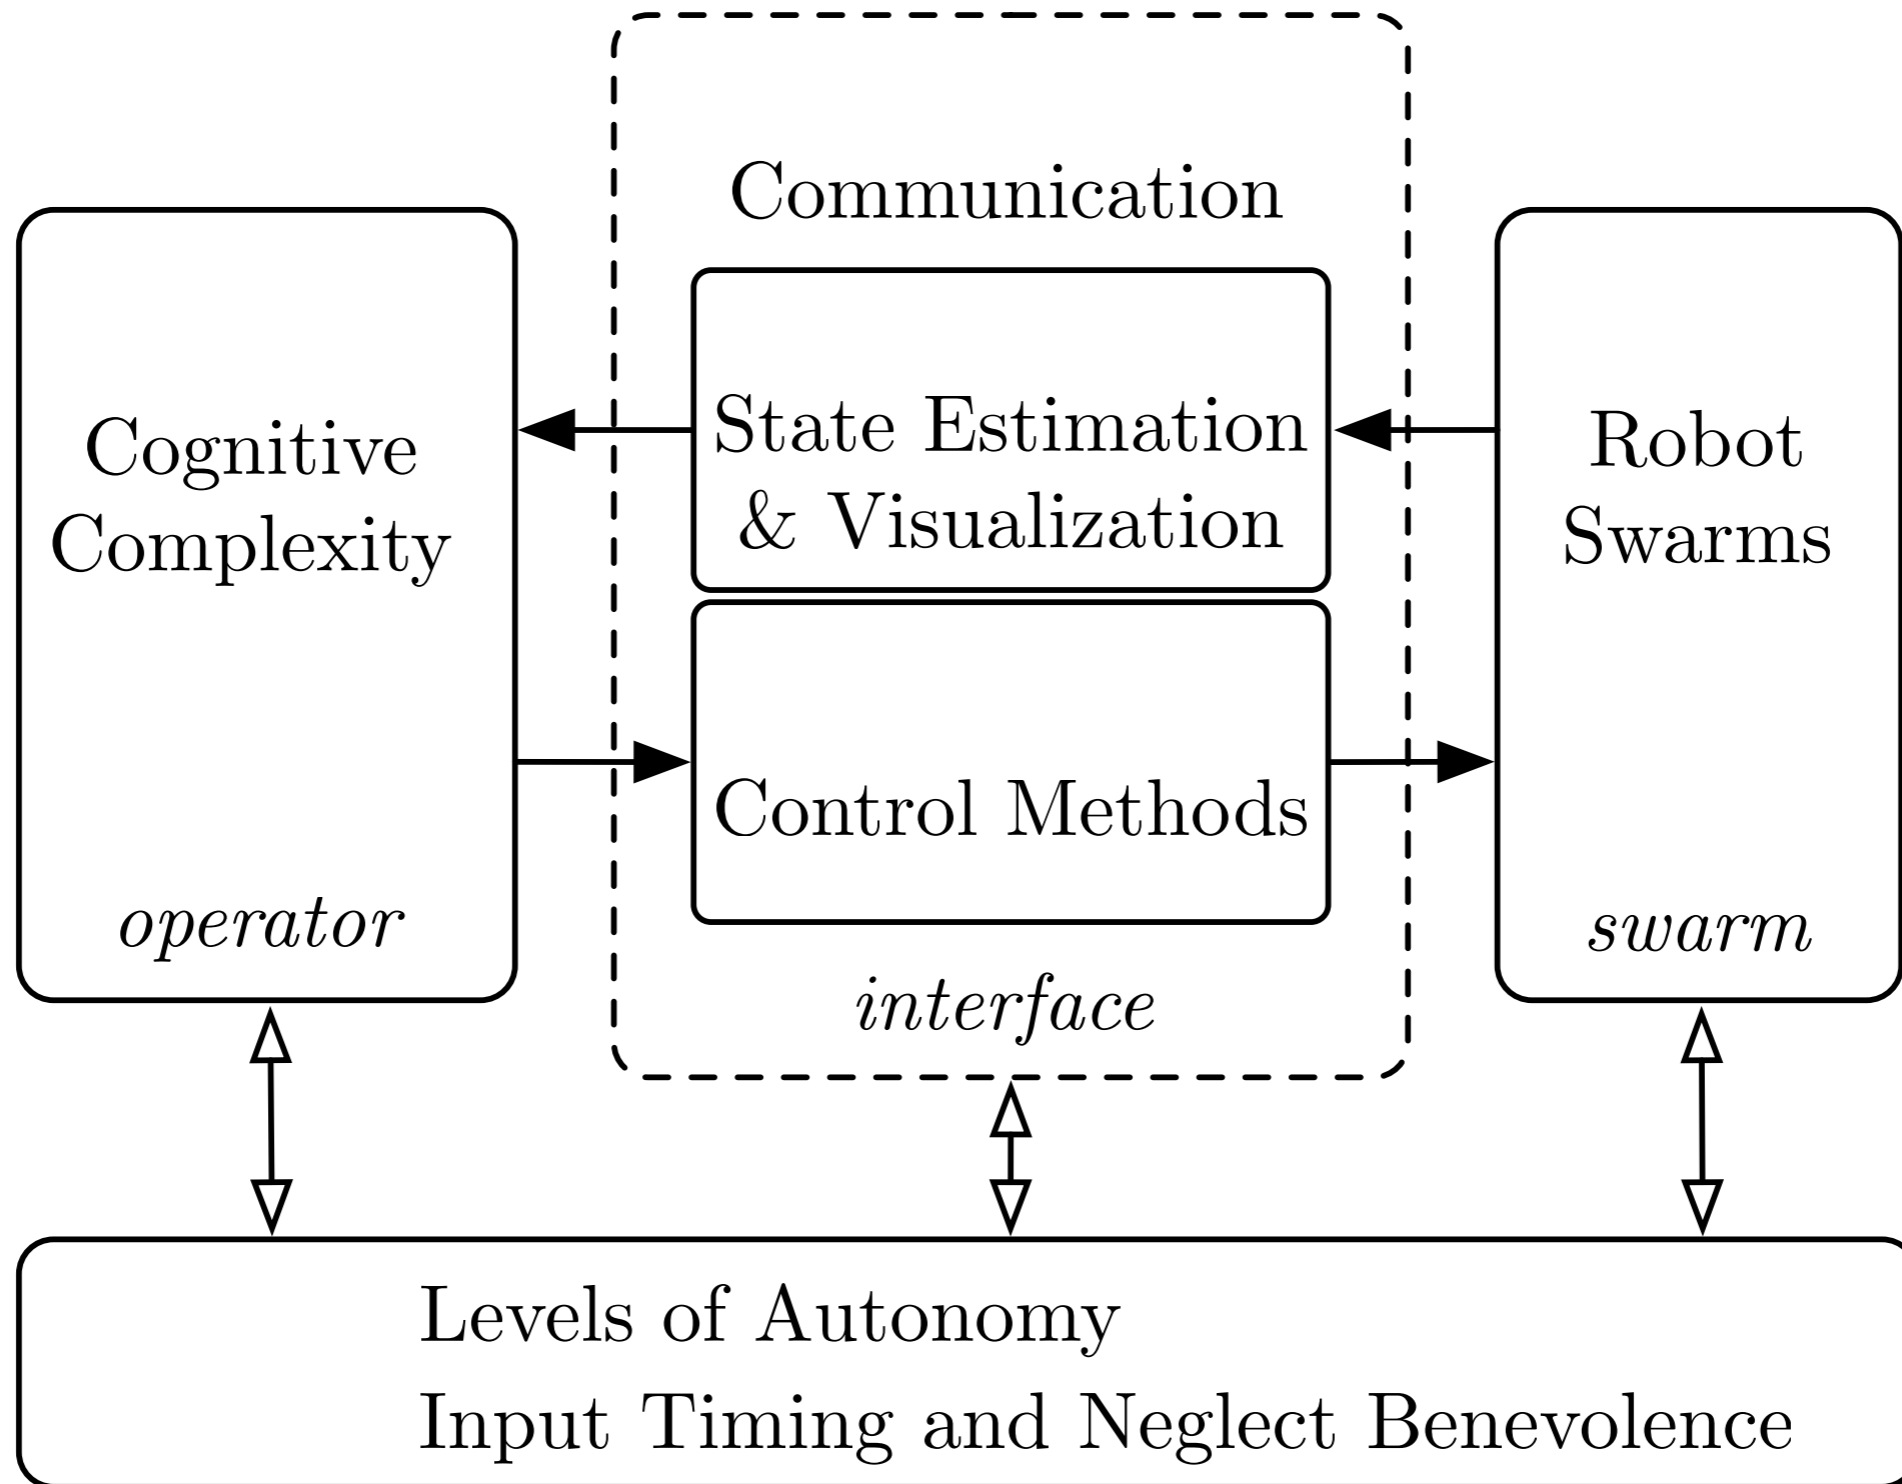 Communication
Cognitive
Complexity
operator
State Estimation
& Visualization
Control Methods
interface
Robot
Swarms
swarm
Levels of Autonomy
Input Timing and Neglect Benevolence